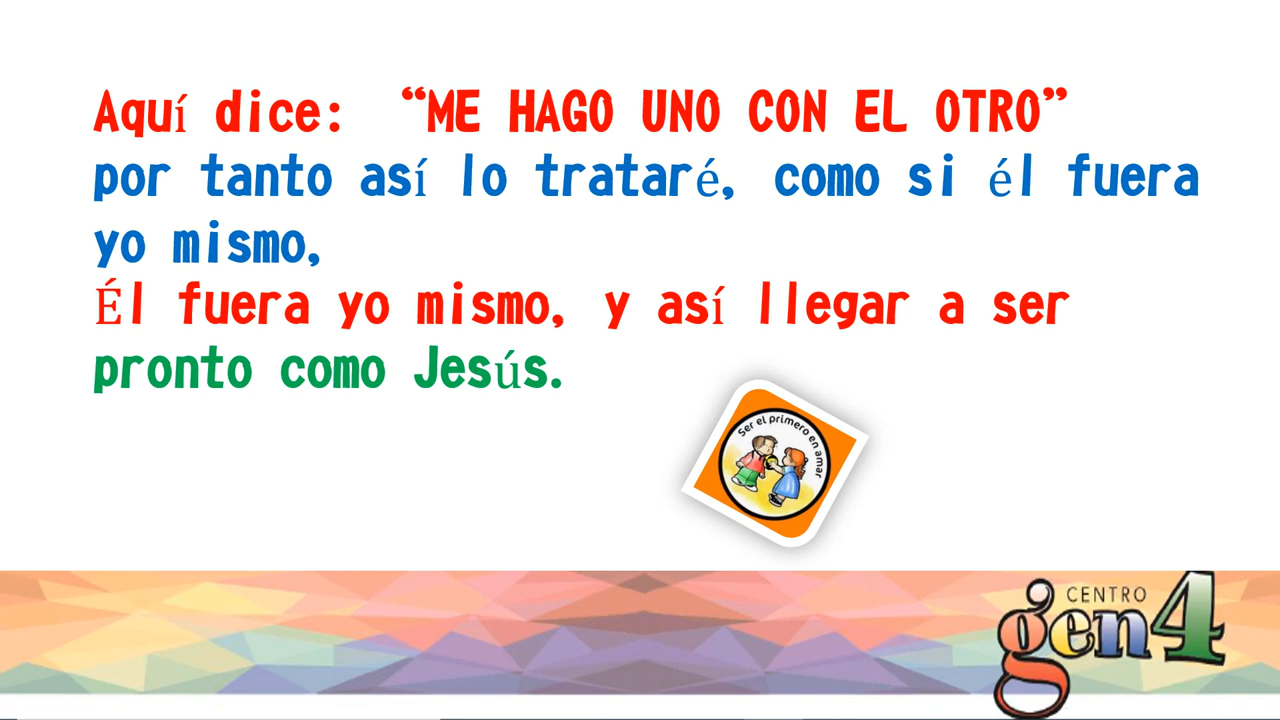 Aquí dice: “ME HAGO UNO CON EL OTRO”
por tanto así lo trataré, como si él fuera
yo mismo,
Él fuera yo mismo, y así llegar a ser
pronto como Jesús.
Ser el primero en amar
CENTRO
gen4